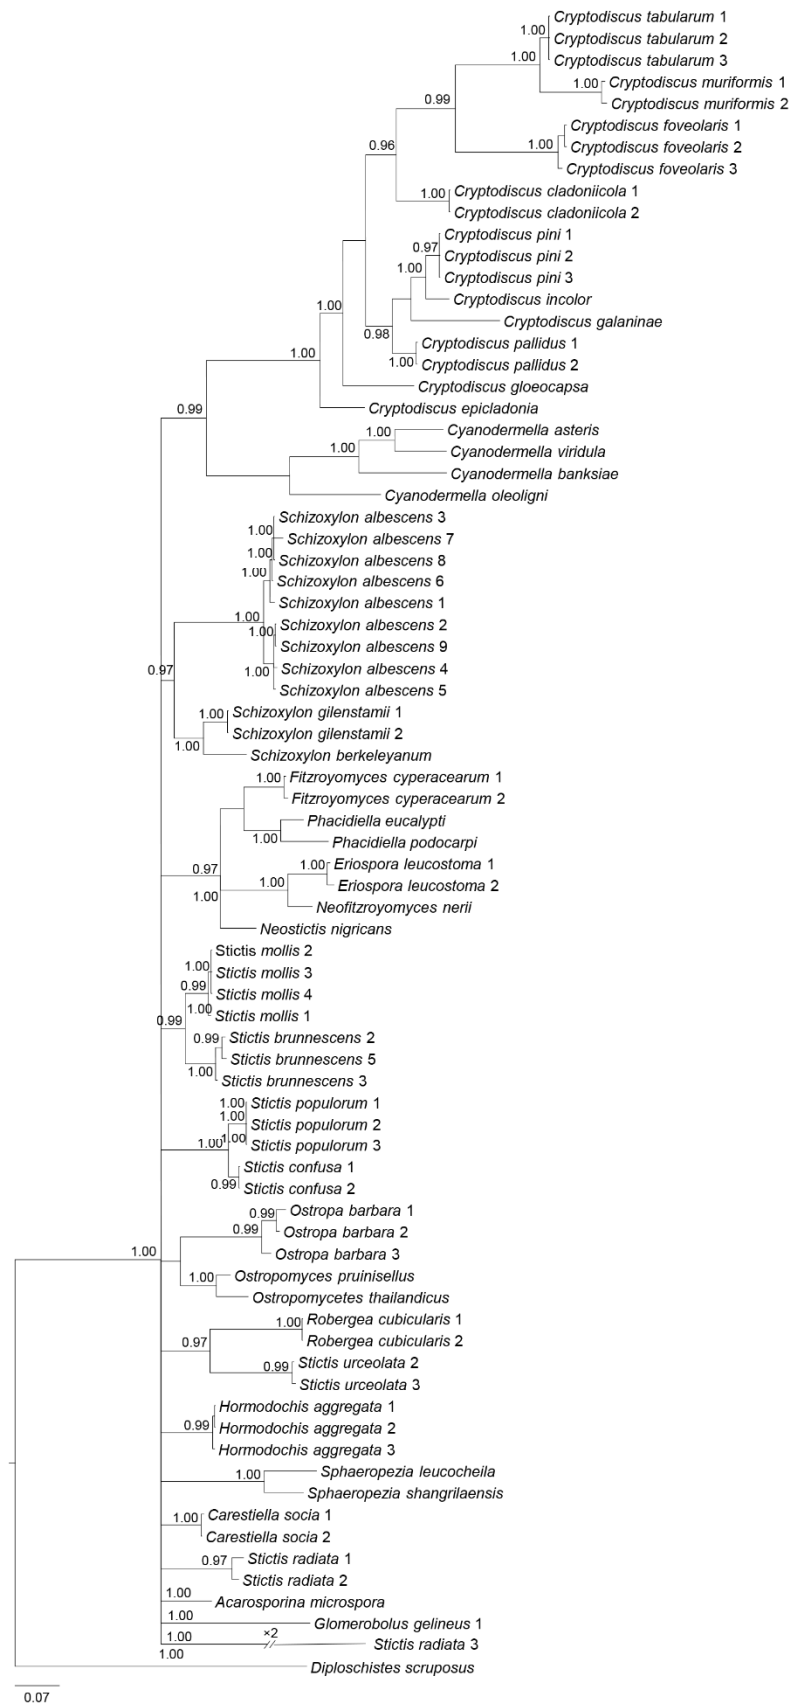 Cryptodiscus tabularum 1
1.00
Cryptodiscus tabularum 2
1.00
Cryptodiscus tabularum 3
1.00
Cryptodiscus muriformis 1
0.99
Cryptodiscus muriformis 2
Cryptodiscus foveolaris 1
1.00
Cryptodiscus foveolaris 2
0.96
Cryptodiscus foveolaris 3
1.00
Cryptodiscus cladoniicola 1
Cryptodiscus cladoniicola 2
Cryptodiscus pini 1
0.97
Cryptodiscus pini 2
1.00
Cryptodiscus pini 3
1.00
Cryptodiscus incolor
Cryptodiscus galaninae
0.98
Cryptodiscus pallidus 1
1.00
1.00
Cryptodiscus pallidus 2
Cryptodiscus gloeocapsa
0.99
Cryptodiscus epicladonia
1.00
Cyanodermella asteris
1.00
Cyanodermella viridula
Cyanodermella banksiae
Cyanodermella oleoligni
Schizoxylon albescens 3
1.00
Schizoxylon albescens 7
1.00
Schizoxylon albescens 8
1.00
Schizoxylon albescens 6
Schizoxylon albescens 1
1.00
Schizoxylon albescens 2
1.00
Schizoxylon albescens 9
0.97
1.00
Schizoxylon albescens 4
Schizoxylon albescens 5
1.00
Schizoxylon gilenstamii 1
Schizoxylon gilenstamii 2
1.00
Schizoxylon berkeleyanum
1.00
Fitzroyomyces cyperacearum 1
Fitzroyomyces cyperacearum 2
Phacidiella eucalypti
1.00
Phacidiella podocarpi
0.97
1.00
Eriospora leucostoma 1
1.00
1.00
Eriospora leucostoma 2
Neofitzroyomyces nerii
Neostictis nigricans
Stictis mollis 2
1.00
Stictis mollis 3
0.99
Stictis mollis 4
1.00
Stictis mollis 1
0.99
0.99
Stictis brunnescens 2
Stictis brunnescens 5
1.00
Stictis brunnescens 3
1.00
Stictis populorum 1
1.00
Stictis populorum 2
1.00
1.00
Stictis populorum 3
Stictis confusa 1
0.99
Stictis confusa 2
0.99
Ostropa barbara 1
0.99
Ostropa barbara 2
1.00
Ostropa barbara 3
1.00
Ostropomyces pruinisellus
Ostropomycetes thailandicus
1.00
Robergea cubicularis 1
0.97
Robergea cubicularis 2
0.99
Stictis urceolata 2
Stictis urceolata 3
Hormodochis aggregata 1
0.99
Hormodochis aggregata 2
Hormodochis aggregata 3
1.00
Sphaeropezia leucocheila
Sphaeropezia shangrilaensis
1.00
Carestiella socia 1
Carestiella socia 2
0.97
Stictis radiata 1
Stictis radiata 2
1.00
Acarosporina microspora
1.00
Glomerobolus gelineus 1
1.00
×2
Stictis radiata 3
1.00
Diploschistes scruposus
0.07